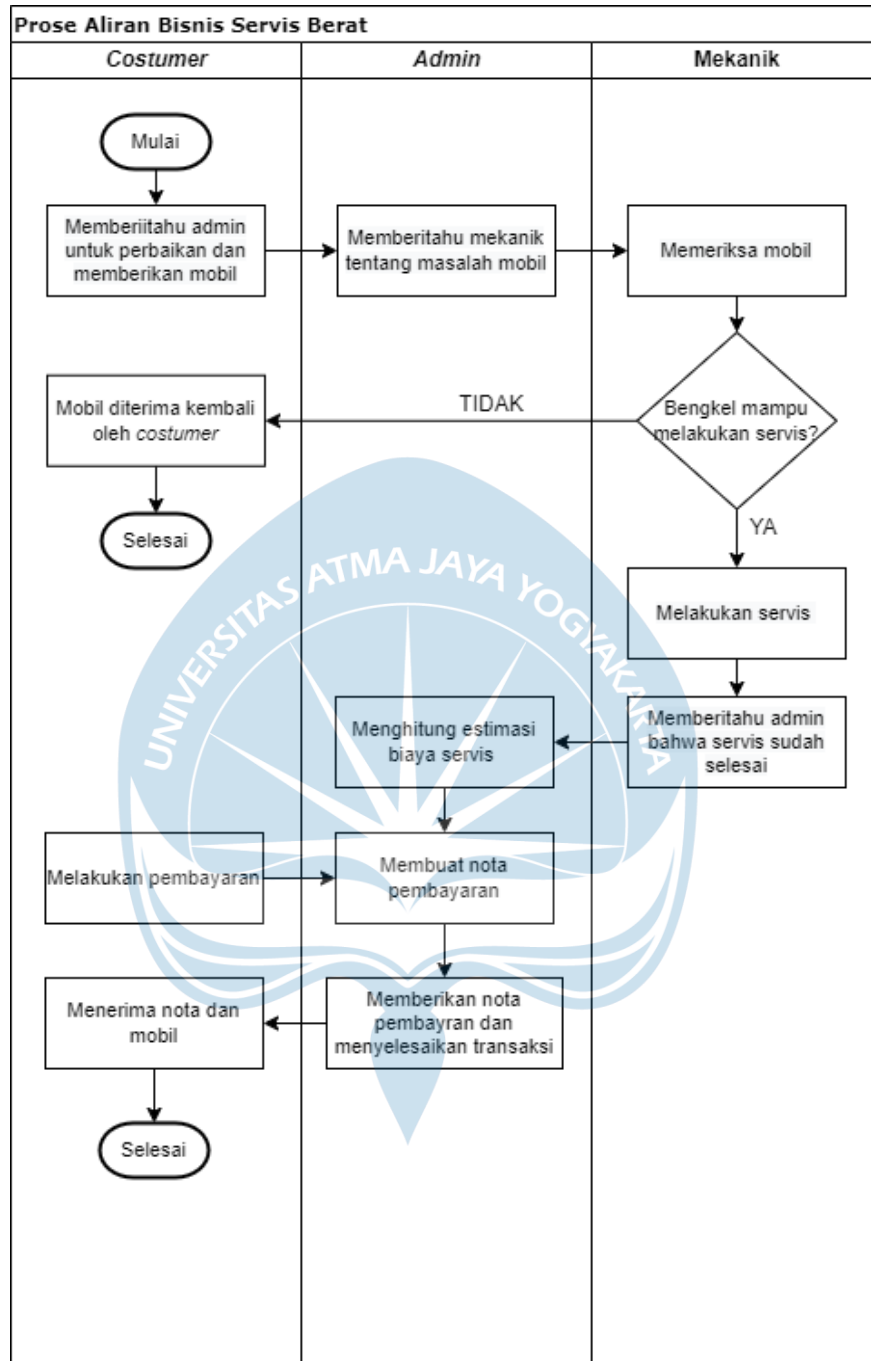 Prose Aliran Bisnis Servis Berat
Costumer
Admin
Mekanik
Mulai
Memberiitahu admin
untuk perbaikan dan
memberikan mobil
Memberitahu mekanik
tentang masalah mobil
Memeriksa mobil
Mobil diterima kembali
oleh costumer
TIDAK
Bengkel mampu
melakukan servis?
Selesai
YA
UNIVERSITAS ATMA JAYA YOGYAKARTA
Melakukan servis
Menghitung estimasi
biaya servis
Memberitahu admin
bahwa servis sudah
selesai
Melakukan pembayaran
Membuat nota
pembayaran
Menerima nota dan
mobil
Memberikan nota
pembayran dan
menyelesaikan transaksi
Selesai